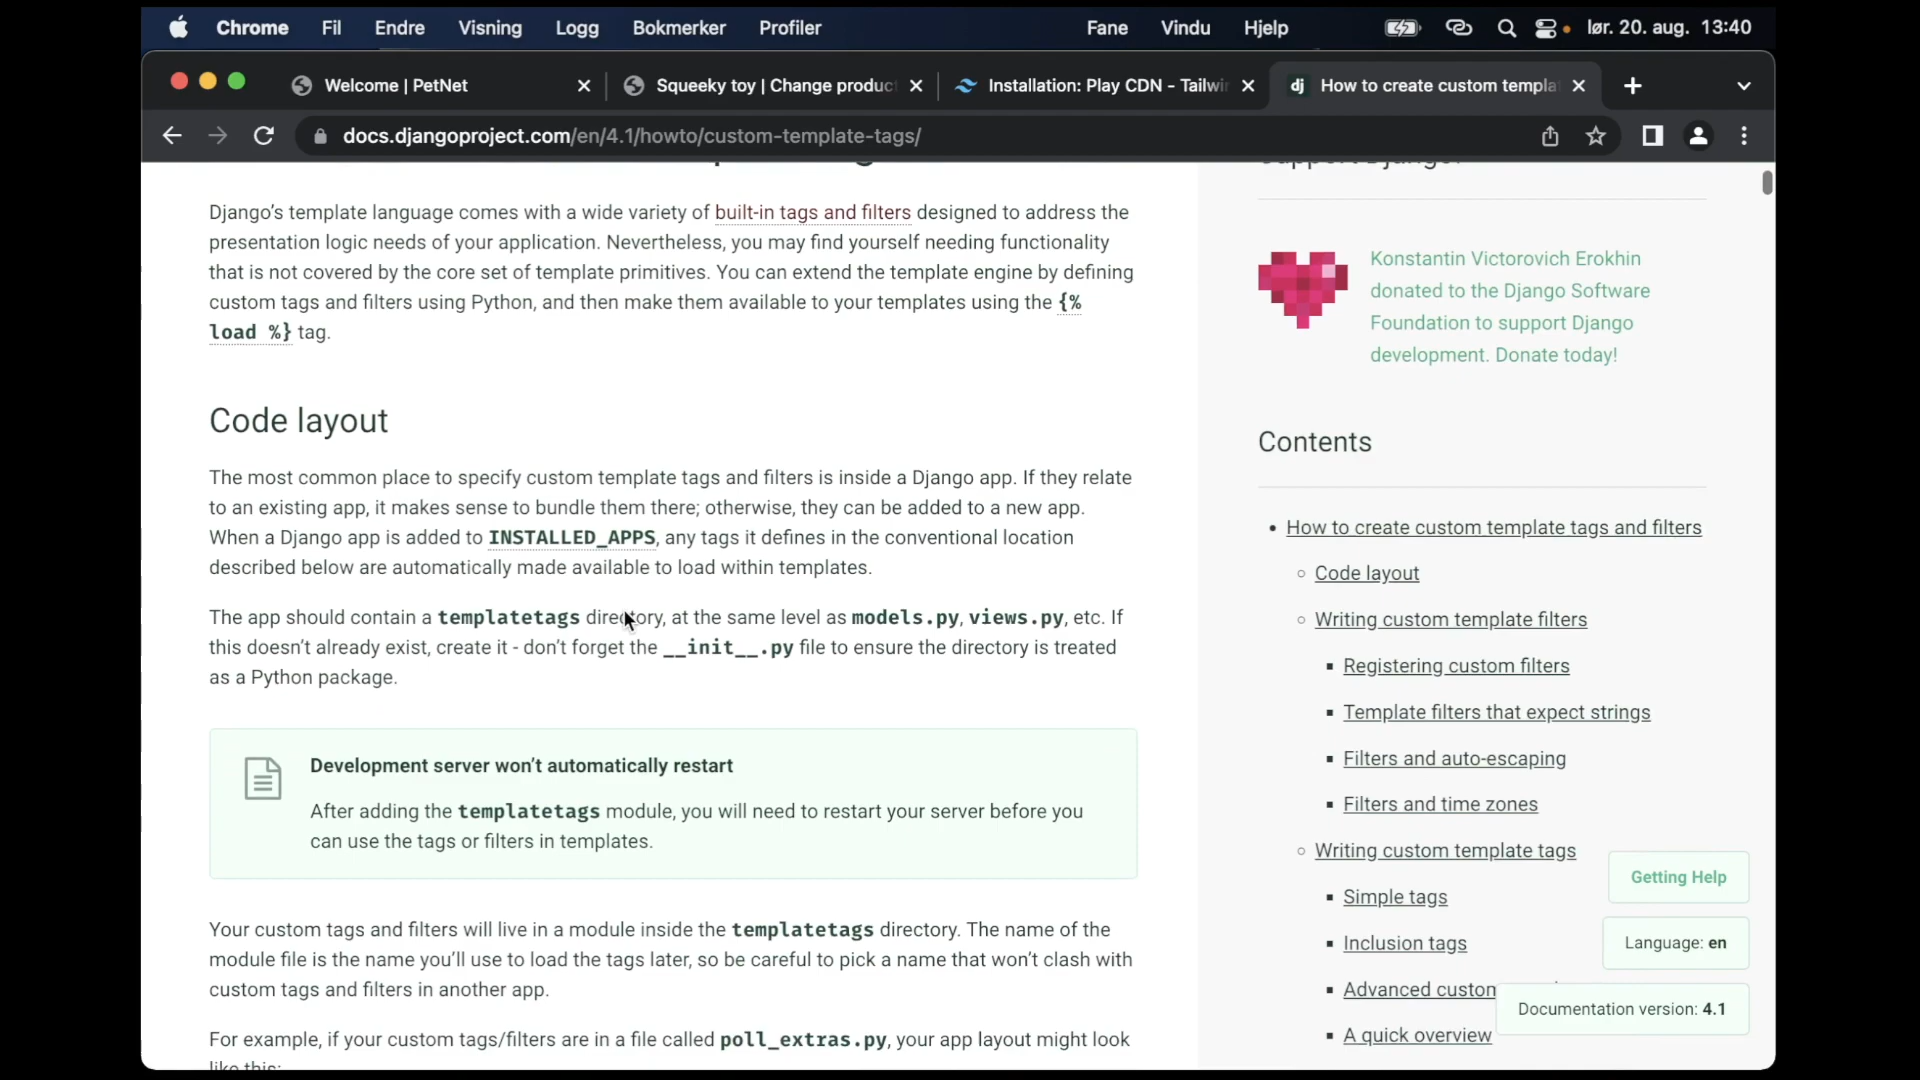 Chrome Fil Endre Visning Logg Bokmerker Profiler Fane Vindu Hjelp lør. 20. aug. 13:40
Welcome | PetNet
Squeeky toy | Change produc
Installation: Play CDN - Tailwi
dj How to create custom templa
docs.djangoproject.com/en/4.1/howto/custom-template-tags/
Django's template language comes with a wide variety of built-in tags and filters designed to address the
presentation logic needs of your application. Nevertheless, you may find yourself needing functionality
that is not covered by the core set of template primitives. You can extend the template engine by defining
custom tags and filters using Python, and then make them available to your templates using the {%
load %} tag.
Code layout
The most common place to specify custom template tags and filters is inside a Django app. If they relate
to an existing app, it makes sense to bundle them there; otherwise, they can be added to a new app.
When a Django app is added to INSTALLED_APPS, any tags it defines in the conventional location
described below are automatically made available to load within templates.
The app should contain a templatetags directory, at the same level as models.py, views.py, etc. If
this doesn't already exist, create it - don't forget the __init__.py file to ensure the directory is treated
as a Python package.
Development server won't automatically restart
After adding the templatetags module, you will need to restart your server before you
can use the tags or filters in templates.
Your custom tags and filters will live in a module inside the templatetags directory. The name of the
module file is the name you'll use to load the tags later, so be careful to pick a name that won't clash with
custom tags and filters in another app.
For example, if your custom tags/filters are in a file called poll_extras.py, your app layout might look
like this:
Support Django!
Konstantin Victorovich Erokhin
donated to the Django Software
Foundation to support Django
development. Donate today!
Contents
How to create custom template tags and filters
Code layout
Writing custom template filters
Registering custom filters
Template filters that expect strings
Filters and auto-escaping
Filters and time zones
Writing custom template tags
Simple tags
Inclusion tags
Advanced custom
A quick overview
Getting Help
Language: en
Documentation version: 4.1